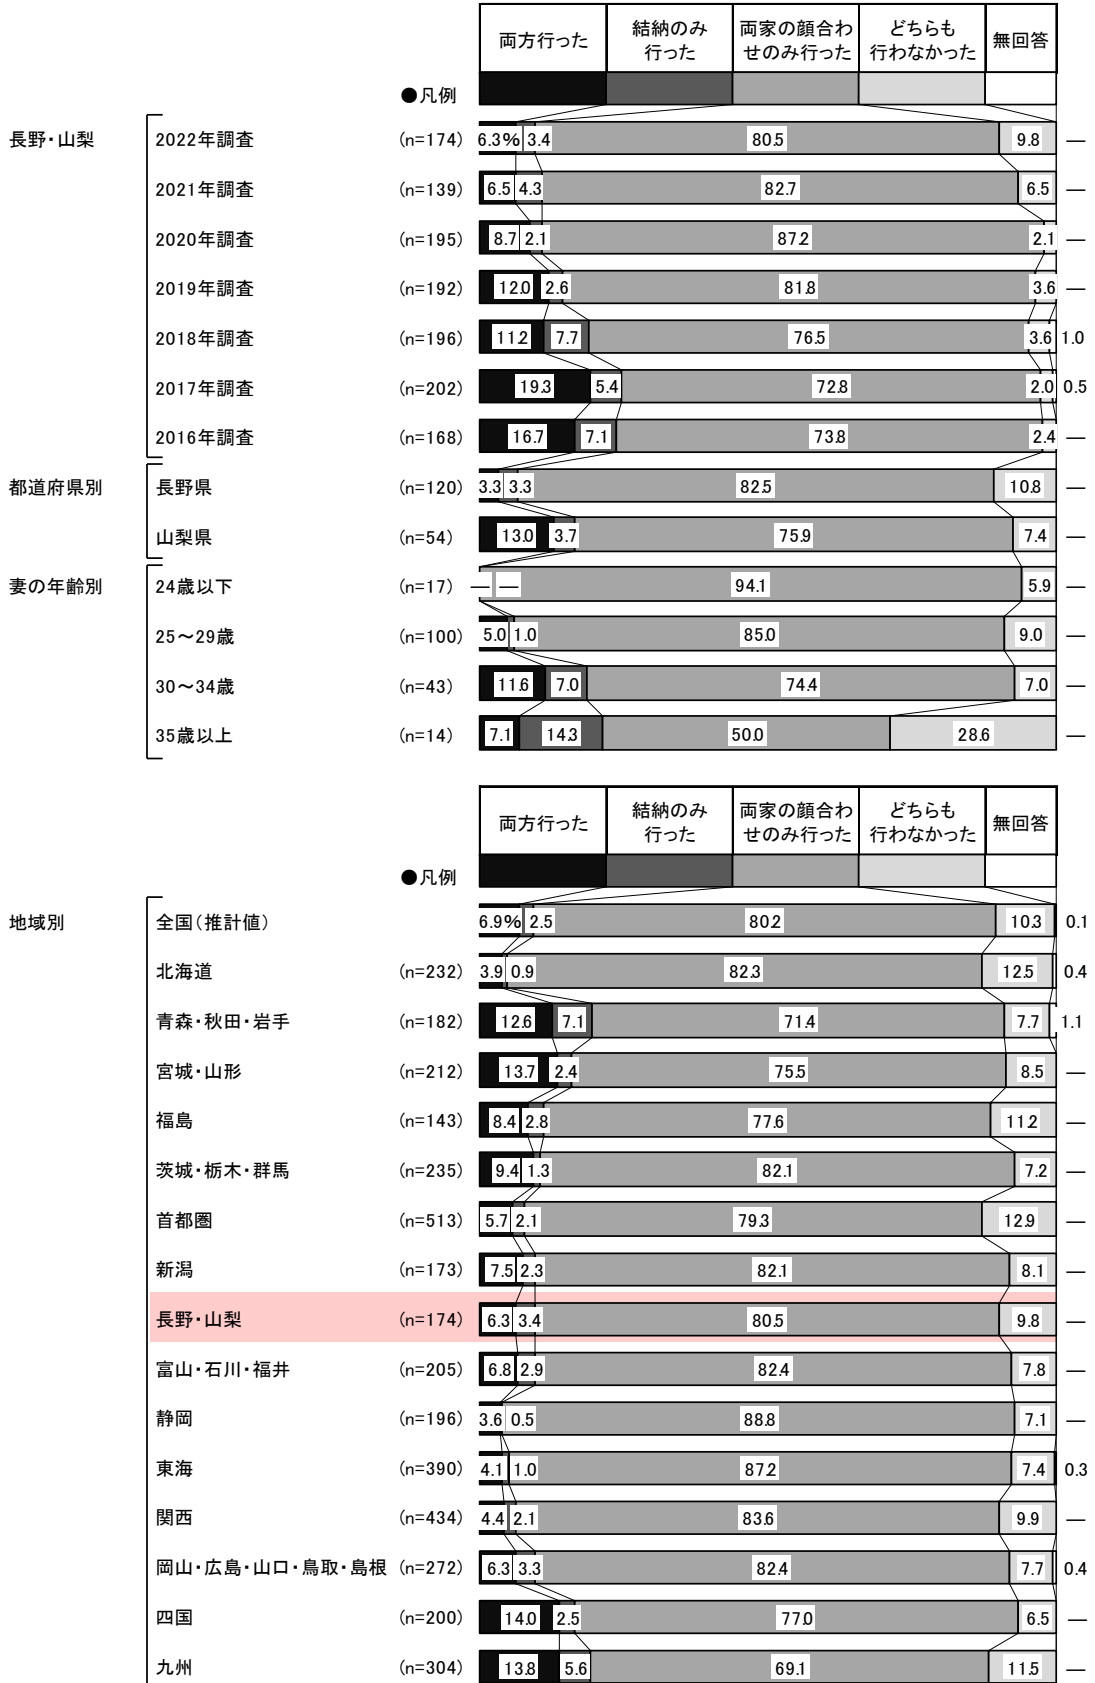 両方行った 結納のみ行った 両家の顔合わせのみ行った どちらも行わなかった 無回答
●凡例
長野・山梨 2022年調査 (n=174) 6.3% 3.4 80.5 9.8 —
2021年調査 (n=139) 6.5 4.3 82.7 6.5 —
2020年調査 (n=195) 8.7 2.1 87.2 2.1 —
2019年調査 (n=192) 12.0 2.6 81.8 3.6 —
2018年調査 (n=196) 11.2 7.7 76.5 3.6 1.0
2017年調査 (n=202) 19.3 5.4 72.8 2.0 0.5
2016年調査 (n=168) 16.7 7.1 73.8 2.4 —
都道府県別 長野県 (n=120) 3.3 3.3 82.5 10.8 —
山梨県 (n=54) 13.0 3.7 75.9 7.4 —
妻の年齢別 24歳以下 (n=17) — — 94.1 5.9 —
25～29歳 (n=100) 5.0 1.0 85.0 9.0 —
30～34歳 (n=43) 11.6 7.0 74.4 7.0 —
35歳以上 (n=14) 7.1 14.3 50.0 28.6 —
両方行った 結納のみ行った 両家の顔合わせのみ行った どちらも行わなかった 無回答
●凡例
地域別 全国(推計値) 6.9% 2.5 80.2 10.3 0.1
北海道 (n=232) 3.9 0.9 82.3 12.5 0.4
青森・秋田・岩手 (n=182) 12.6 7.1 71.4 7.7 1.1
宮城・山形 (n=212) 13.7 2.4 75.5 8.5 —
福島 (n=143) 8.4 2.8 77.6 11.2 —
茨城・栃木・群馬 (n=235) 9.4 1.3 82.1 7.2 —
首都圏 (n=513) 5.7 2.1 79.3 12.9 —
新潟 (n=173) 7.5 2.3 82.1 8.1 —
長野・山梨 (n=174) 6.3 3.4 80.5 9.8 —
富山・石川・福井 (n=205) 6.8 2.9 82.4 7.8 —
静岡 (n=196) 3.6 0.5 88.8 7.1 —
東海 (n=390) 4.1 1.0 87.2 7.4 0.3
関西 (n=434) 4.4 2.1 83.6 9.9 —
岡山・広島・山口・鳥取・島根 (n=272) 6.3 3.3 82.4 7.7 0.4
四国 (n=200) 14.0 2.5 77.0 6.5 —
九州 (n=304) 13.8 5.6 69.1 11.5 —